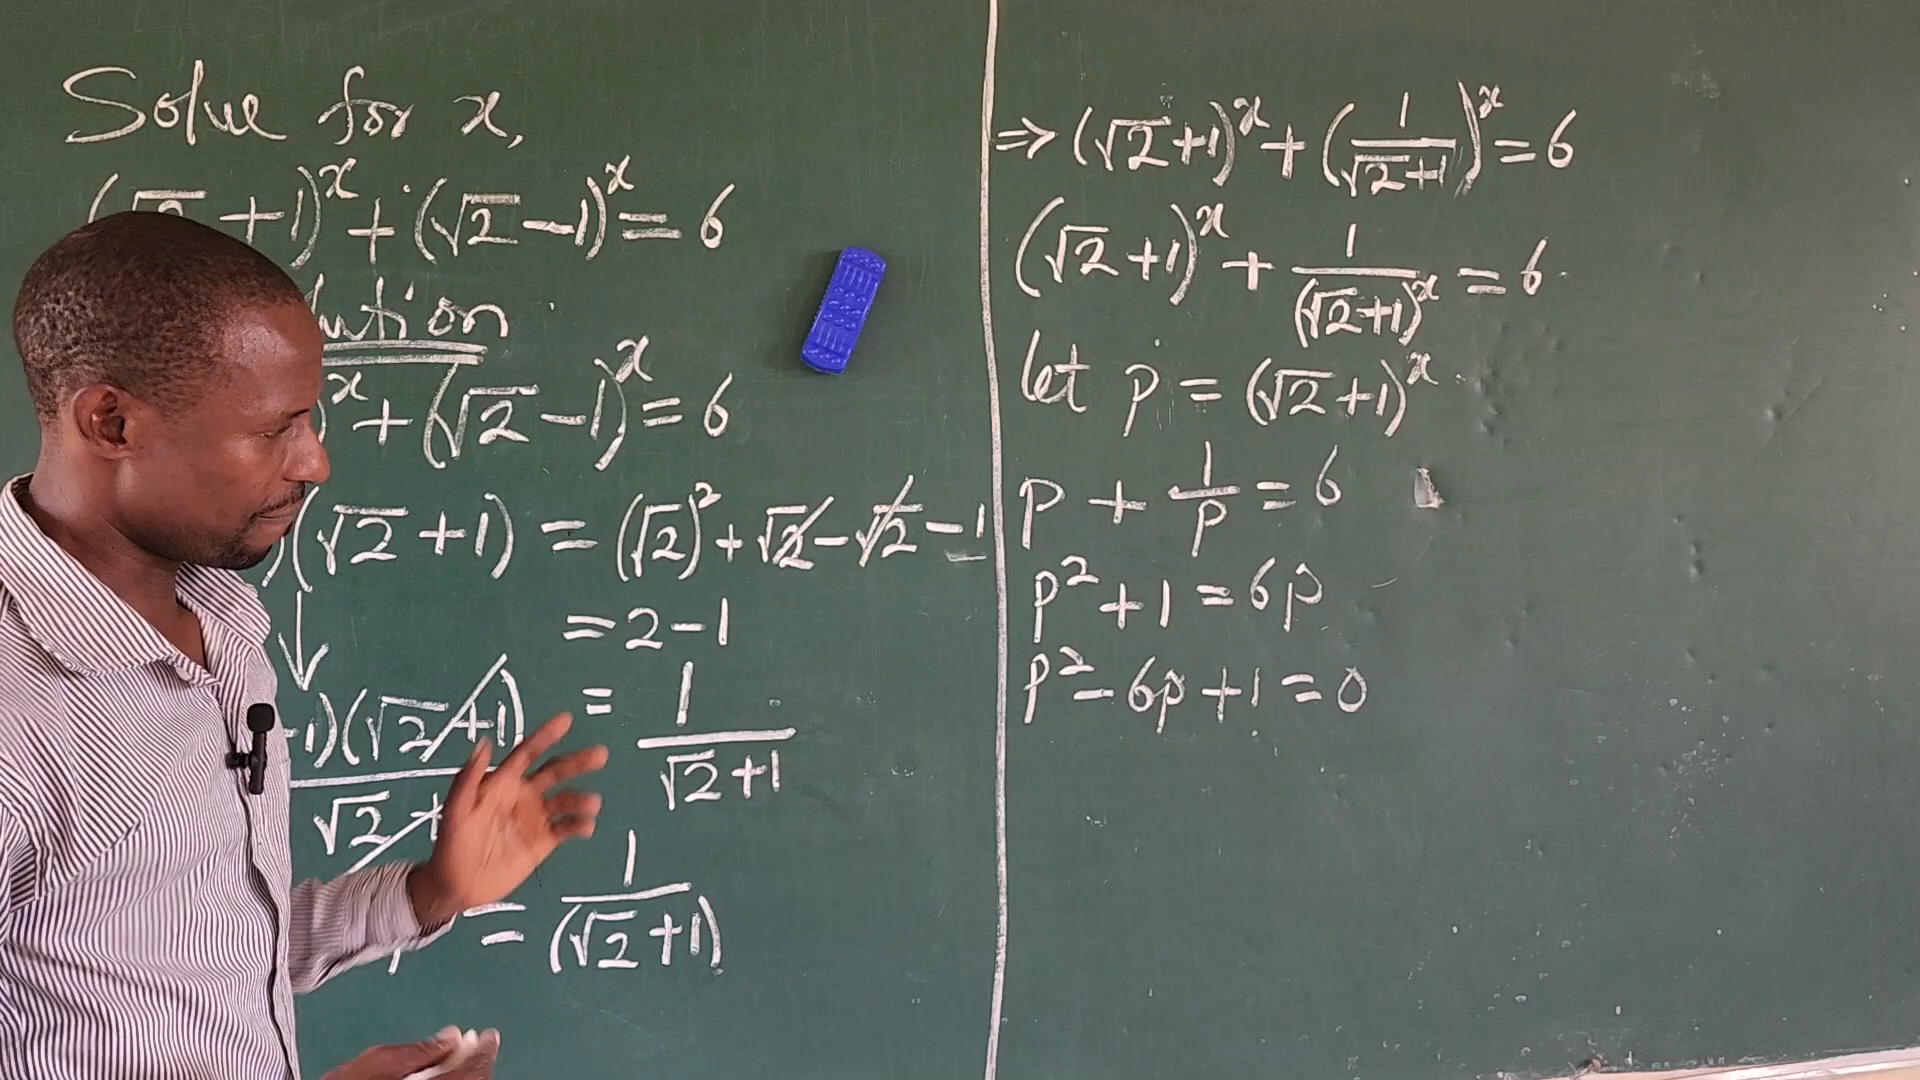 Solve for x,
(√2 + 1)^x + (√2 − 1)^x = 6
lution
)^x + (√2 − 1)^x = 6
)(√2 + 1) = (√2)² + √2 − √2 − 1
= 2 − 1
−1)(√2 + 1) / √2 + = 1 / √2 + 1
= 1 / (√2 + 1)
⇒ (√2 + 1)^x + (1 / √2 + 1)^x = 6
(√2 + 1)^x + 1 / (√2 + 1)^x = 6
let p = (√2 + 1)^x
p + 1/p = 6
p² + 1 = 6p
p² − 6p + 1 = 0